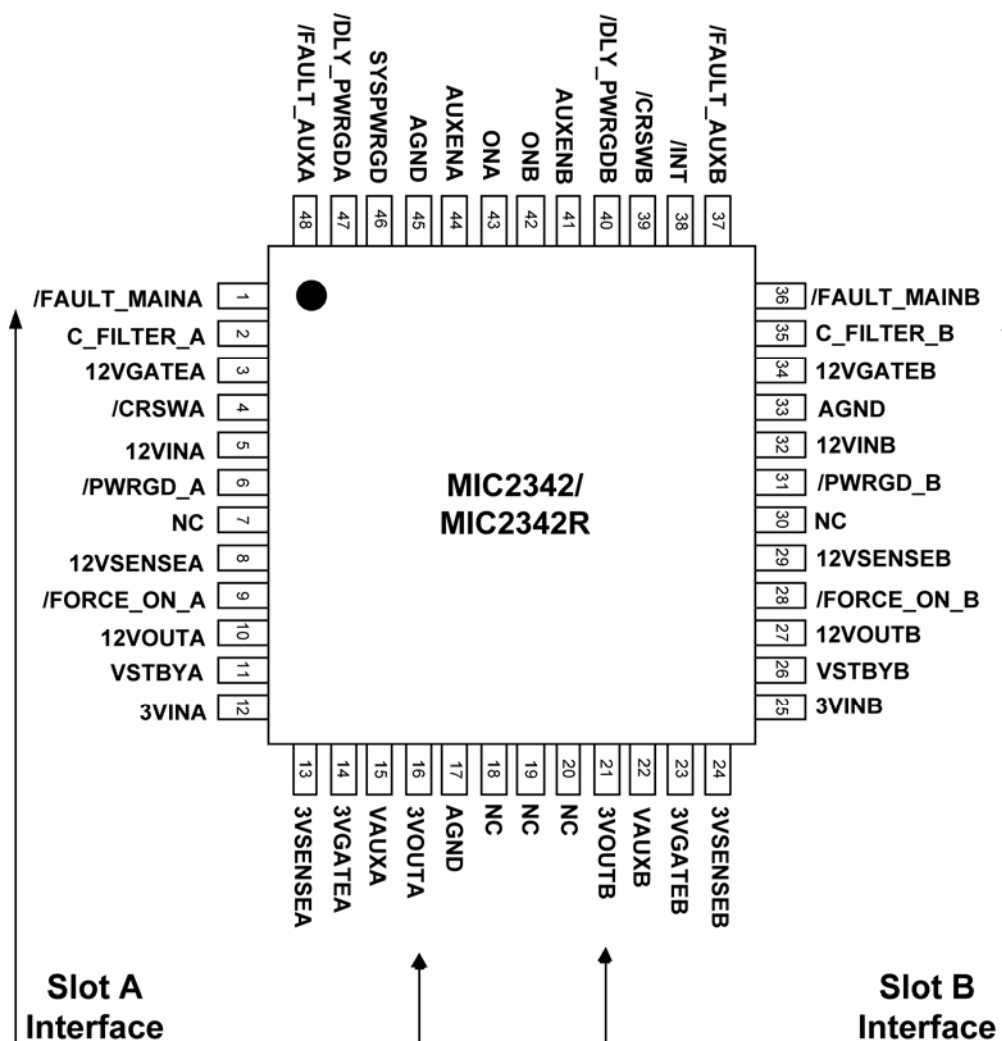 /FAULT_AUXA
/DLY_PWRGDA
SYSPWRGD
AGND
AUXENA
ONA
ONB
AUXENB
/DLY_PWRGDB
/CRSWB
/INT
/FAULT_AUXB
48
47
46
45
44
43
42
41
40
39
38
37
/FAULT_MAINA 1
C_FILTER_A 2
12VGATEA 3
/CRSWA 4
12VINA 5
/PWRGD_A 6
NC 7
12VSENSEA 8
/FORCE_ON_A 9
12VOUTA 10
VSTBYA 11
3VINA 12
MIC2342/
MIC2342R
36 /FAULT_MAINB
35 C_FILTER_B
34 12VGATEB
33 AGND
32 12VINB
31 /PWRGD_B
30 NC
29 12VSENSEB
28 /FORCE_ON_B
27 12VOUTB
26 VSTBYB
25 3VINB
13
14
15
16
17
18
19
20
21
22
23
24
3VSENSEA
3VGATEA
VAUXA
3VOUTA
AGND
NC
NC
NC
3VOUTB
VAUXB
3VGATEB
3VSENSEB
Slot A
Interface
Slot B
Interface